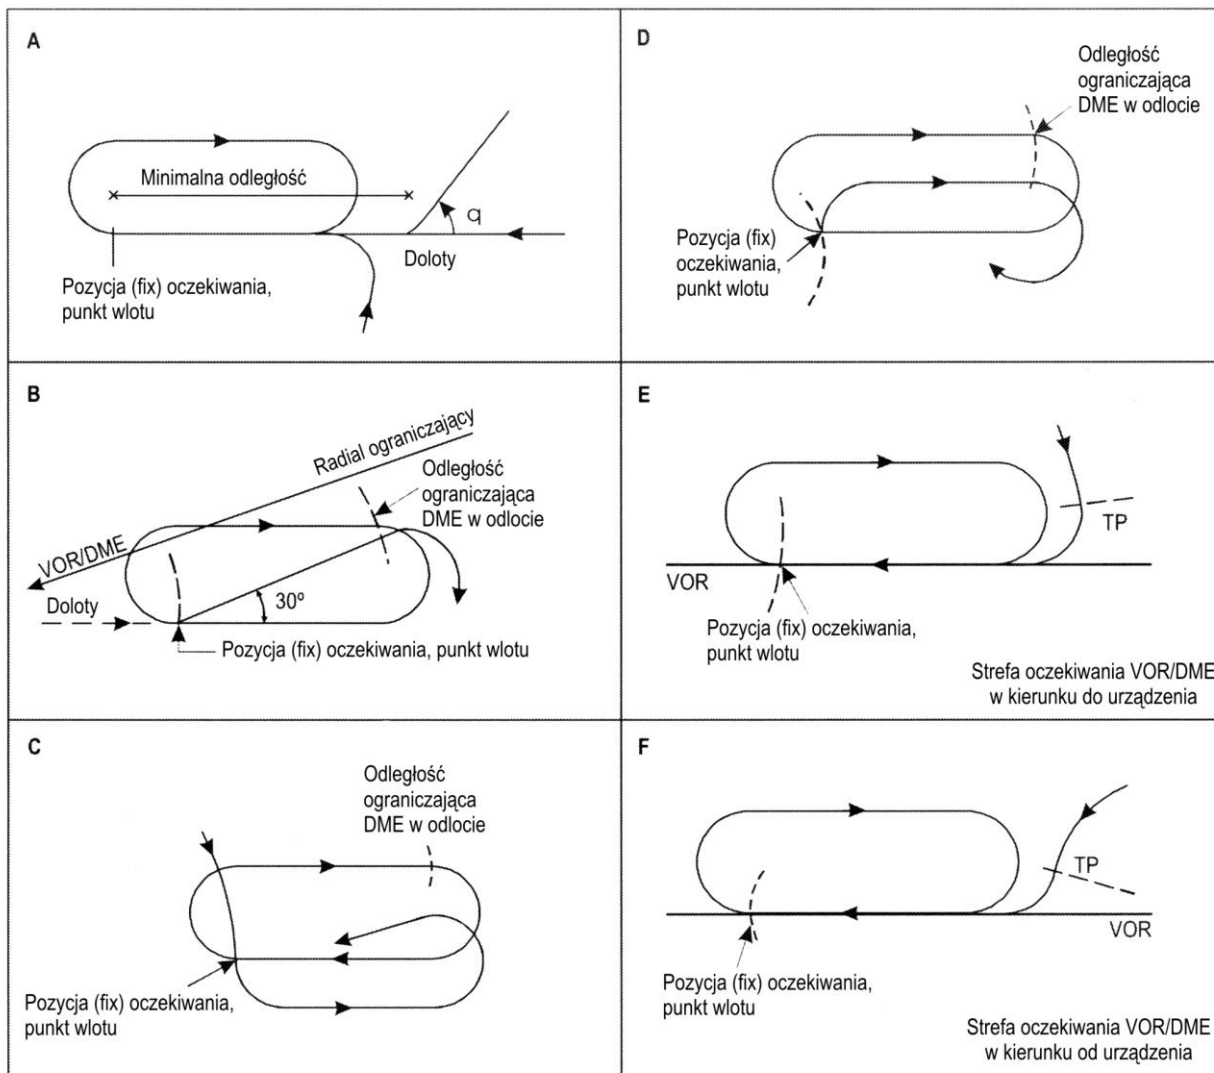 A
Minimalna odległość
q
Doloty
Pozycja (fix) oczekiwania,
punkt wlotu
B
Radial ograniczający
Odległość
ograniczająca
DME w odlocie
VOR/DME
Doloty
30º
Pozycja (fix) oczekiwania, punkt wlotu
C
Odległość
ograniczająca
DME w odlocie
Pozycja (fix) oczekiwania,
punkt wlotu
D
Odległość
ograniczająca
DME w odlocie
Pozycja (fix)
oczekiwania,
punkt wlotu
E
TP
VOR
Pozycja (fix) oczekiwania,
punkt wlotu
Strefa oczekiwania VOR/DME
w kierunku do urządzenia
F
TP
VOR
Pozycja (fix) oczekiwania,
punkt wlotu
Strefa oczekiwania VOR/DME
w kierunku od urządzenia